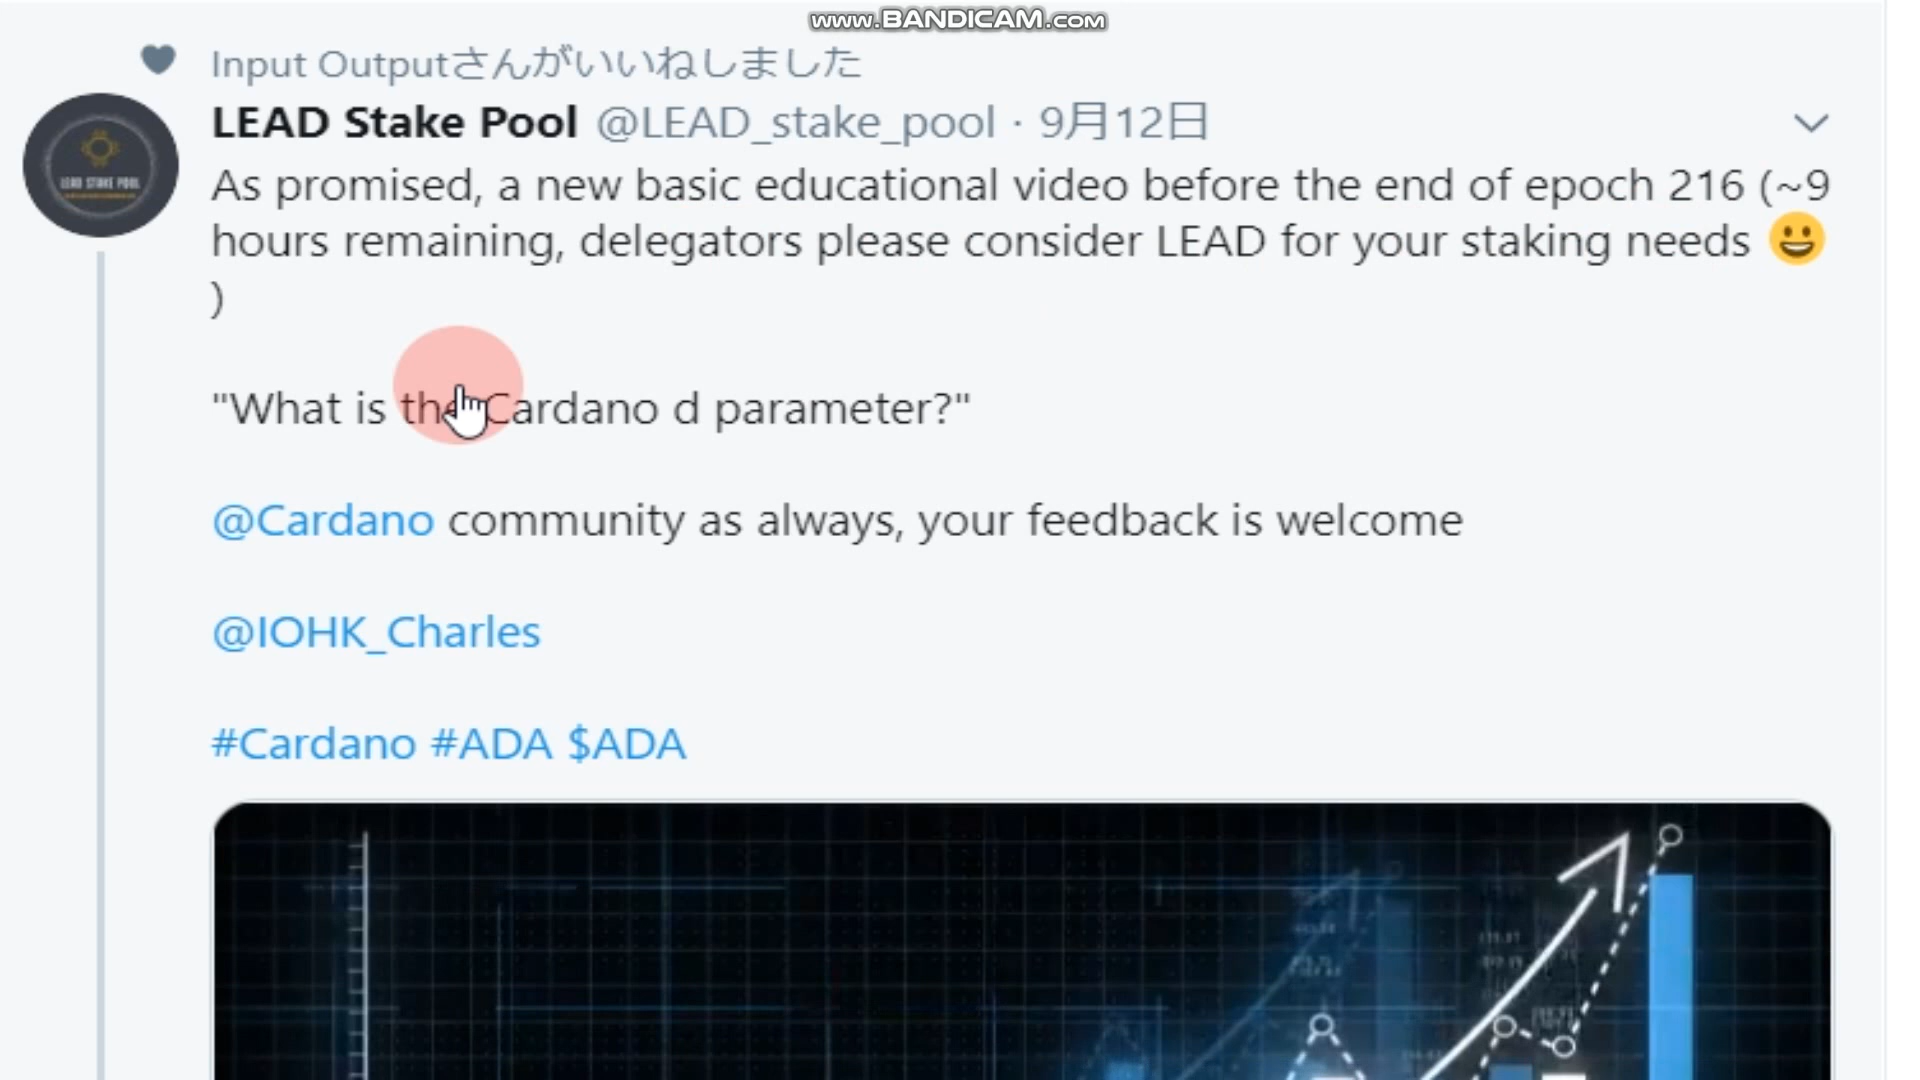 www.BANDICAM.com
Input Outputさんがいいねしました
LEAD Stake Pool @LEAD_stake_pool · 9月12日
As promised, a new basic educational video before the end of epoch 216 (~9
hours remaining, delegators please consider LEAD for your staking needs 😀
)
"What is the Cardano d parameter?"
@Cardano community as always, your feedback is welcome
@IOHK_Charles
#Cardano #ADA $ADA
LEAD STAKE POOL